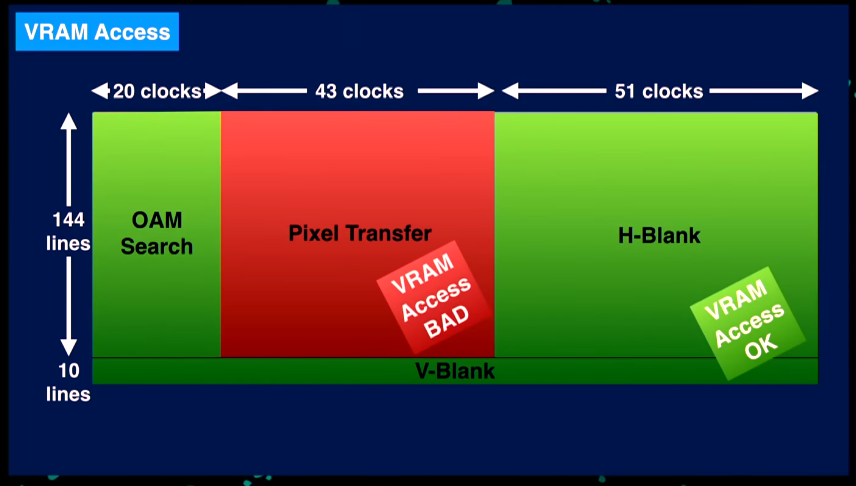 VRAM Access
20 clocks
43 clocks
51 clocks
144
lines
OAM
Search
Pixel Transfer
H-Blank
VRAM
Access
BAD
VRAM
Access
OK
10
lines
V-Blank